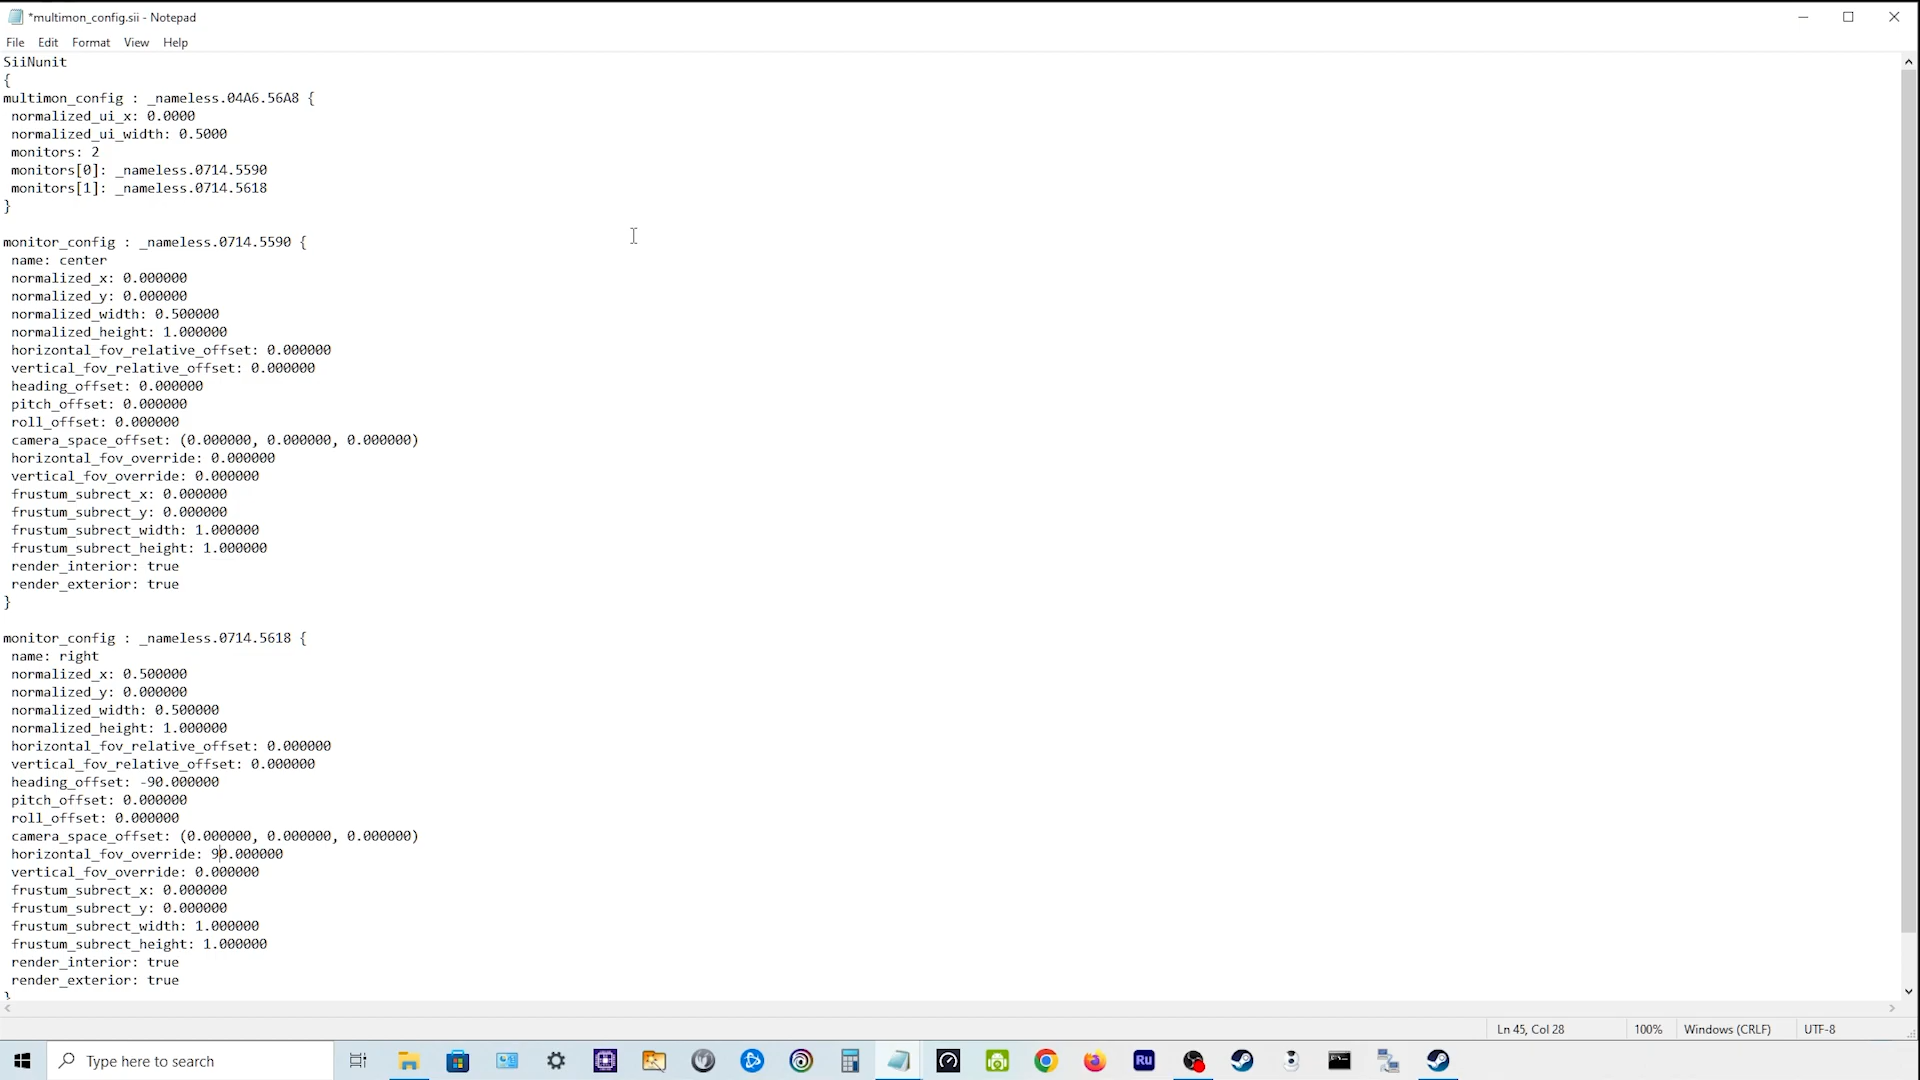 *multimon_config.sii - Notepad
File Edit Format View Help
SiiNunit
{
multimon_config : _nameless.04A6.56A8 {
normalized_ui_x: 0.0000
normalized_ui_width: 0.5000
monitors: 2
monitors[0]: _nameless.0714.5590
monitors[1]: _nameless.0714.5618
}
monitor_config : _nameless.0714.5590 {
name: center
normalized_x: 0.000000
normalized_y: 0.000000
normalized_width: 0.500000
normalized_height: 1.000000
horizontal_fov_relative_offset: 0.000000
vertical_fov_relative_offset: 0.000000
heading_offset: 0.000000
pitch_offset: 0.000000
roll_offset: 0.000000
camera_space_offset: (0.000000, 0.000000, 0.000000)
horizontal_fov_override: 0.000000
vertical_fov_override: 0.000000
frustum_subrect_x: 0.000000
frustum_subrect_y: 0.000000
frustum_subrect_width: 1.000000
frustum_subrect_height: 1.000000
render_interior: true
render_exterior: true
}
monitor_config : _nameless.0714.5618 {
name: right
normalized_x: 0.500000
normalized_y: 0.000000
normalized_width: 0.500000
normalized_height: 1.000000
horizontal_fov_relative_offset: 0.000000
vertical_fov_relative_offset: 0.000000
heading_offset: -90.000000
pitch_offset: 0.000000
roll_offset: 0.000000
camera_space_offset: (0.000000, 0.000000, 0.000000)
horizontal_fov_override: 90.000000
vertical_fov_override: 0.000000
frustum_subrect_x: 0.000000
frustum_subrect_y: 0.000000
frustum_subrect_width: 1.000000
frustum_subrect_height: 1.000000
render_interior: true
render_exterior: true
}
Ln 45, Col 28 100% Windows (CRLF) UTF-8
Type here to search
Ru